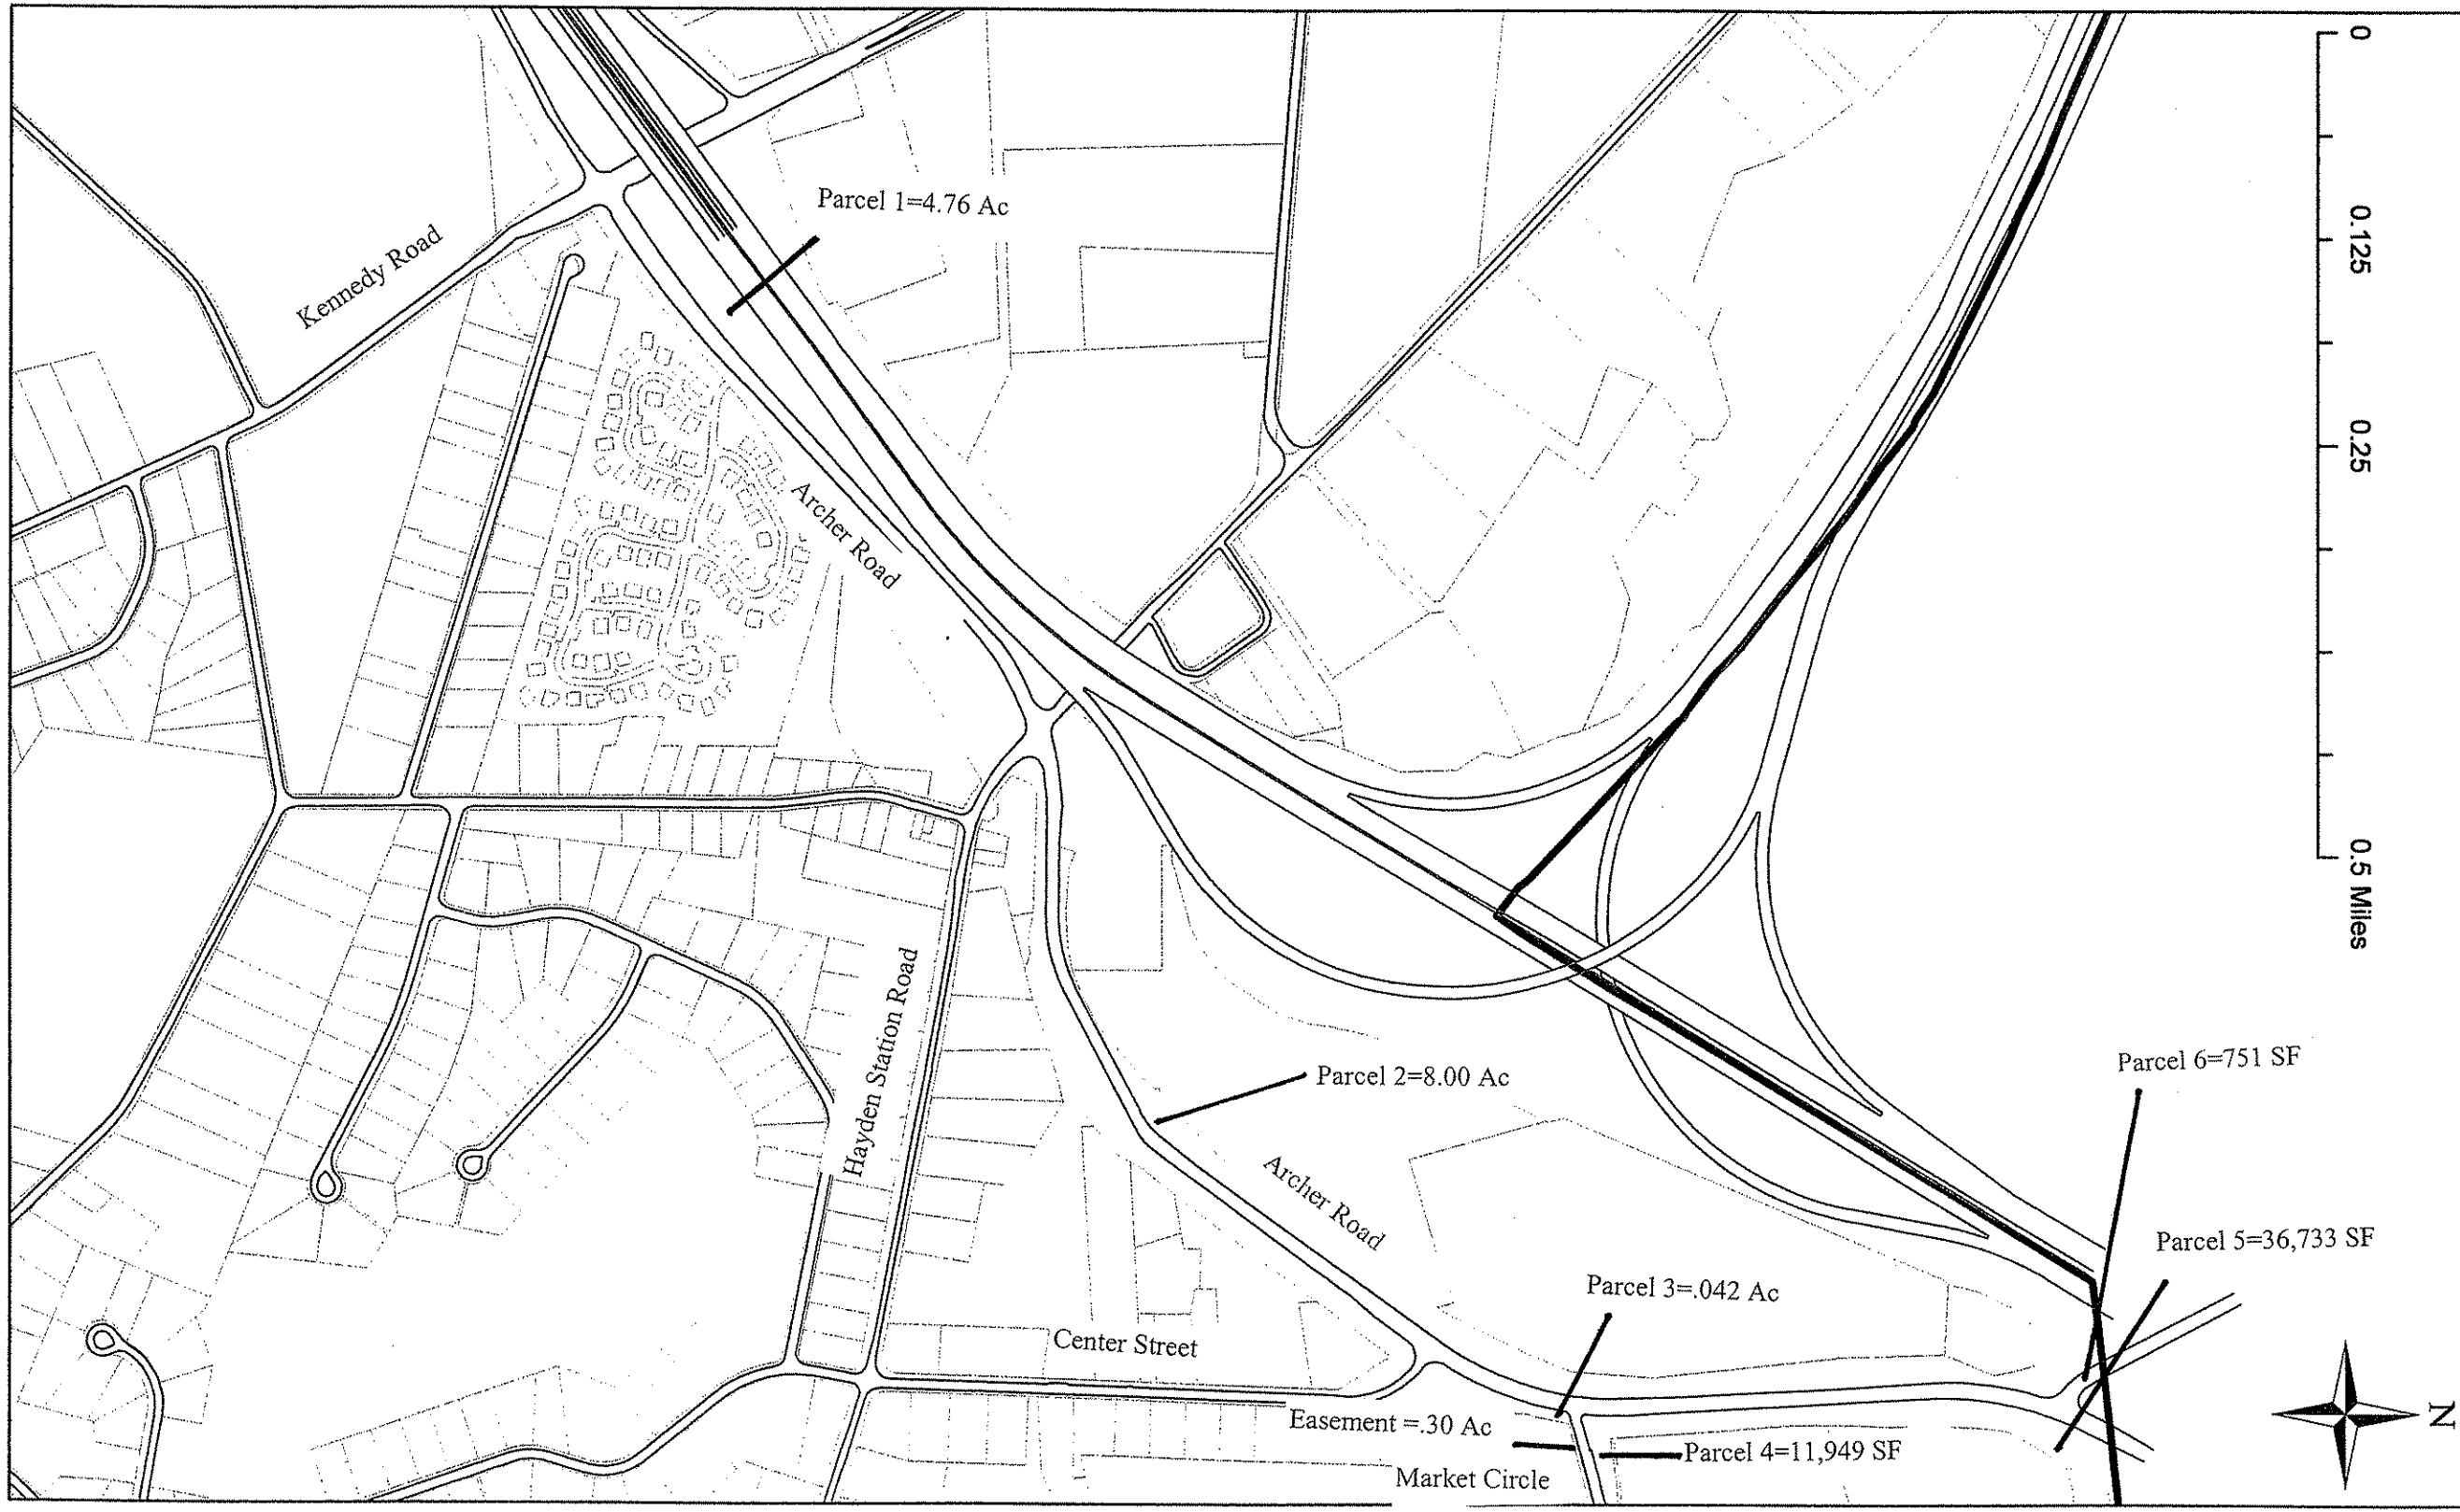 0
0.125
0.25
0.5 Miles
Parcel 1=4.76 Ac
Kennedy Road
Archer Road
Hayden Station Road
Parcel 2=8.00 Ac
Parcel 6=751 SF
Archer Road
Parcel 5=36,733 SF
Parcel 3=.042 Ac
Center Street
Easement =.30 Ac
Parcel 4=11,949 SF
Market Circle
N